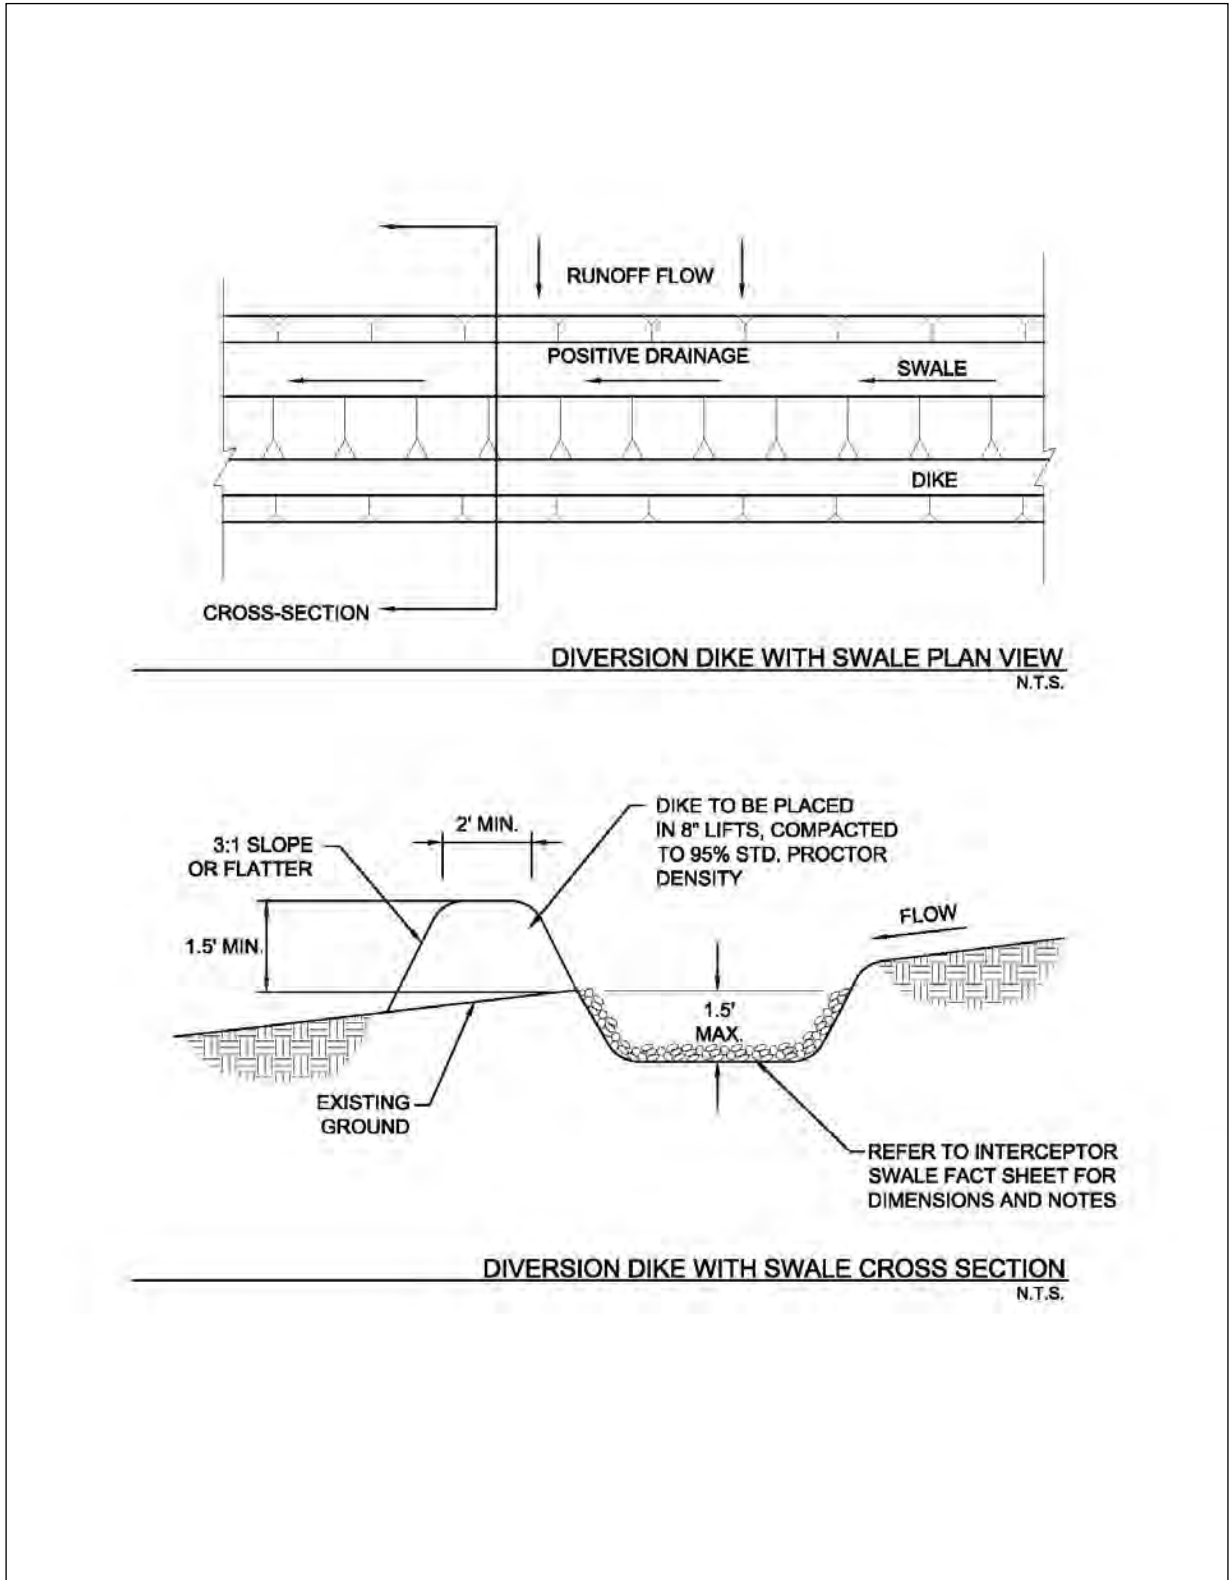 RUNOFF FLOW
POSITIVE DRAINAGE
SWALE
DIKE
CROSS-SECTION
DIVERSION DIKE WITH SWALE PLAN VIEW
N.T.S.
2' MIN.
3:1 SLOPE
OR FLATTER
DIKE TO BE PLACED
IN 8" LIFTS, COMPACTED
TO 95% STD. PROCTOR
DENSITY
FLOW
1.5' MIN.
1.5'
MAX.
EXISTING
GROUND
REFER TO INTERCEPTOR
SWALE FACT SHEET FOR
DIMENSIONS AND NOTES
DIVERSION DIKE WITH SWALE CROSS SECTION
N.T.S.